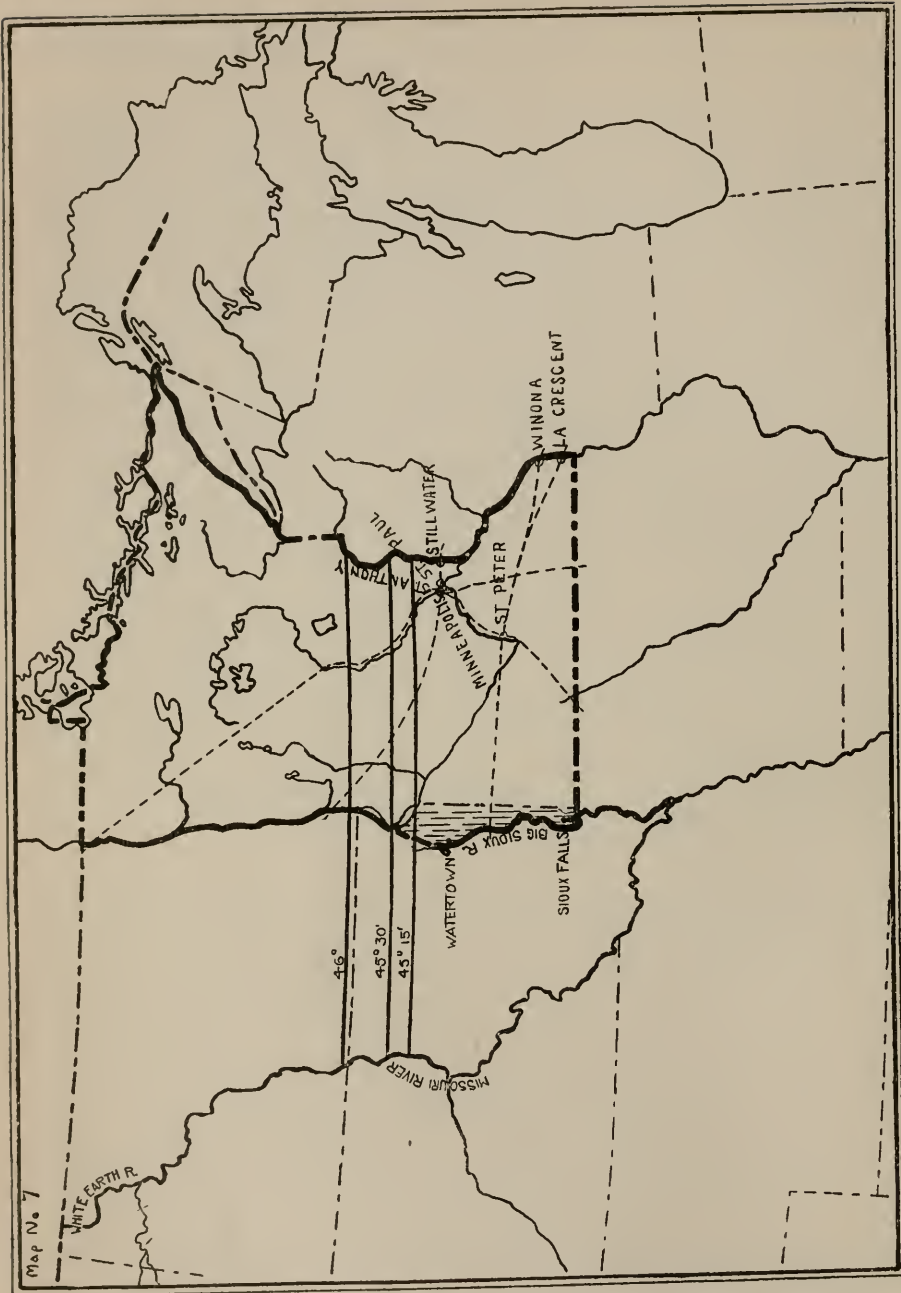 Map No. 7
WHITE EARTH R.
MISSOURI RIVER
46°
45° 30'
45° 15'
WATERTOWN
BIG SIOUX R.
SIOUX FALLS
ST. ANTHONY
ST. PAUL
STILLWATER
MINNEAPOLIS
ST PETER
WINONA
LA CRESCENT